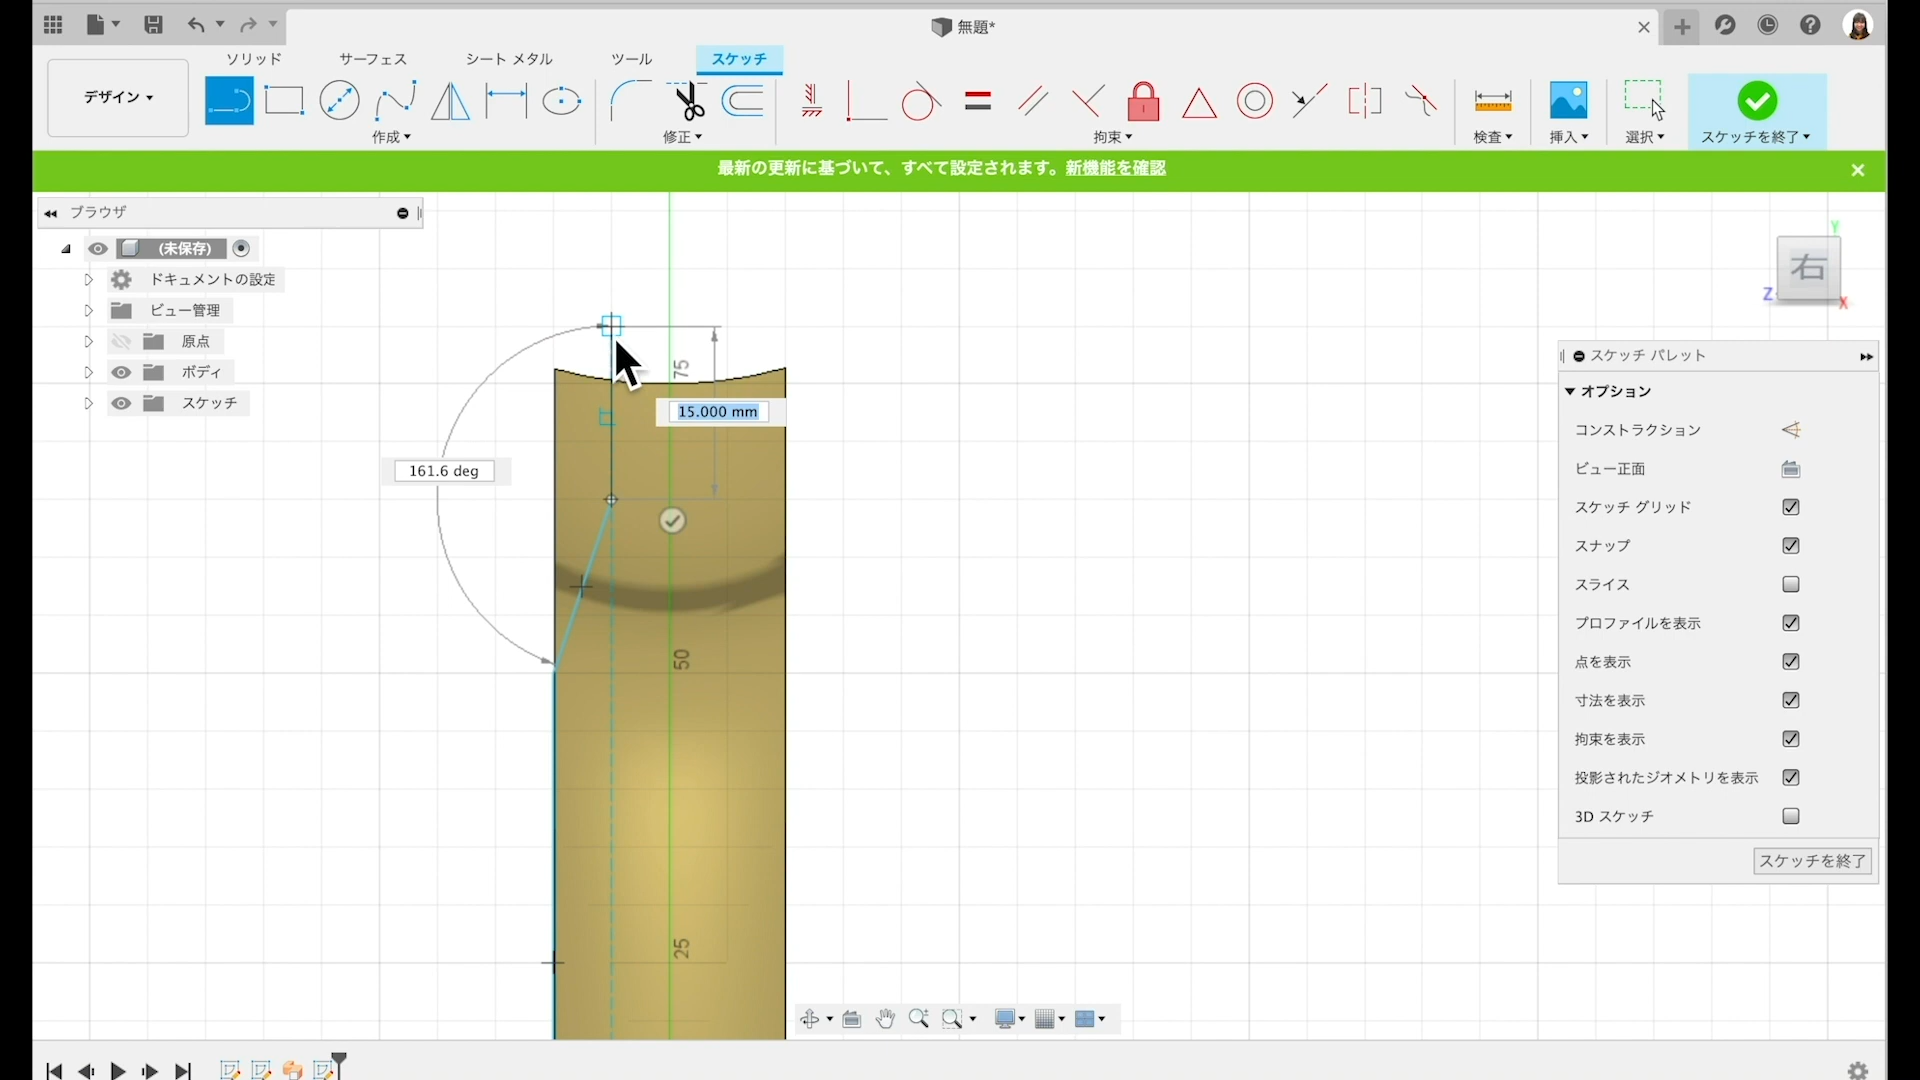 無題*
ソリッド
サーフェス
シート メタル
ツール
スケッチ
デザイン
作成
修正
拘束
検査
挿入
選択
スケッチを終了
最新の更新に基づいて、すべて設定されます。新機能を確認
ブラウザ
(未保存)
ドキュメントの設定
ビュー管理
原点
ボディ
スケッチ
Y
右
Z
X
75
15.000 mm
161.6 deg
50
25
スケッチ パレット
オプション
コンストラクション
ビュー正面
スケッチ グリッド
スナップ
スライス
プロファイルを表示
点を表示
寸法を表示
拘束を表示
投影されたジオメトリを表示
3D スケッチ
スケッチを終了